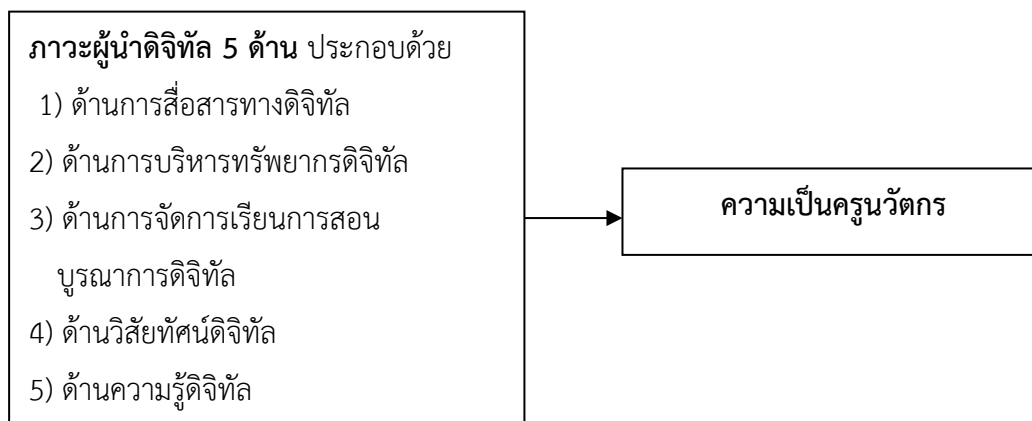 ภาวะผู้นำดิจิทัล 5 ด้าน ประกอบด้วย
1) ด้านการสื่อสารทางดิจิทัล
2) ด้านการบริหารทรัพยากรดิจิทัล
3) ด้านการจัดการเรียนการสอน
บูรณาการดิจิทัล
4) ด้านวิสัยทัศน์ดิจิทัล
5) ด้านความรู้ดิจิทัล
ความเป็นครูนวัตกร